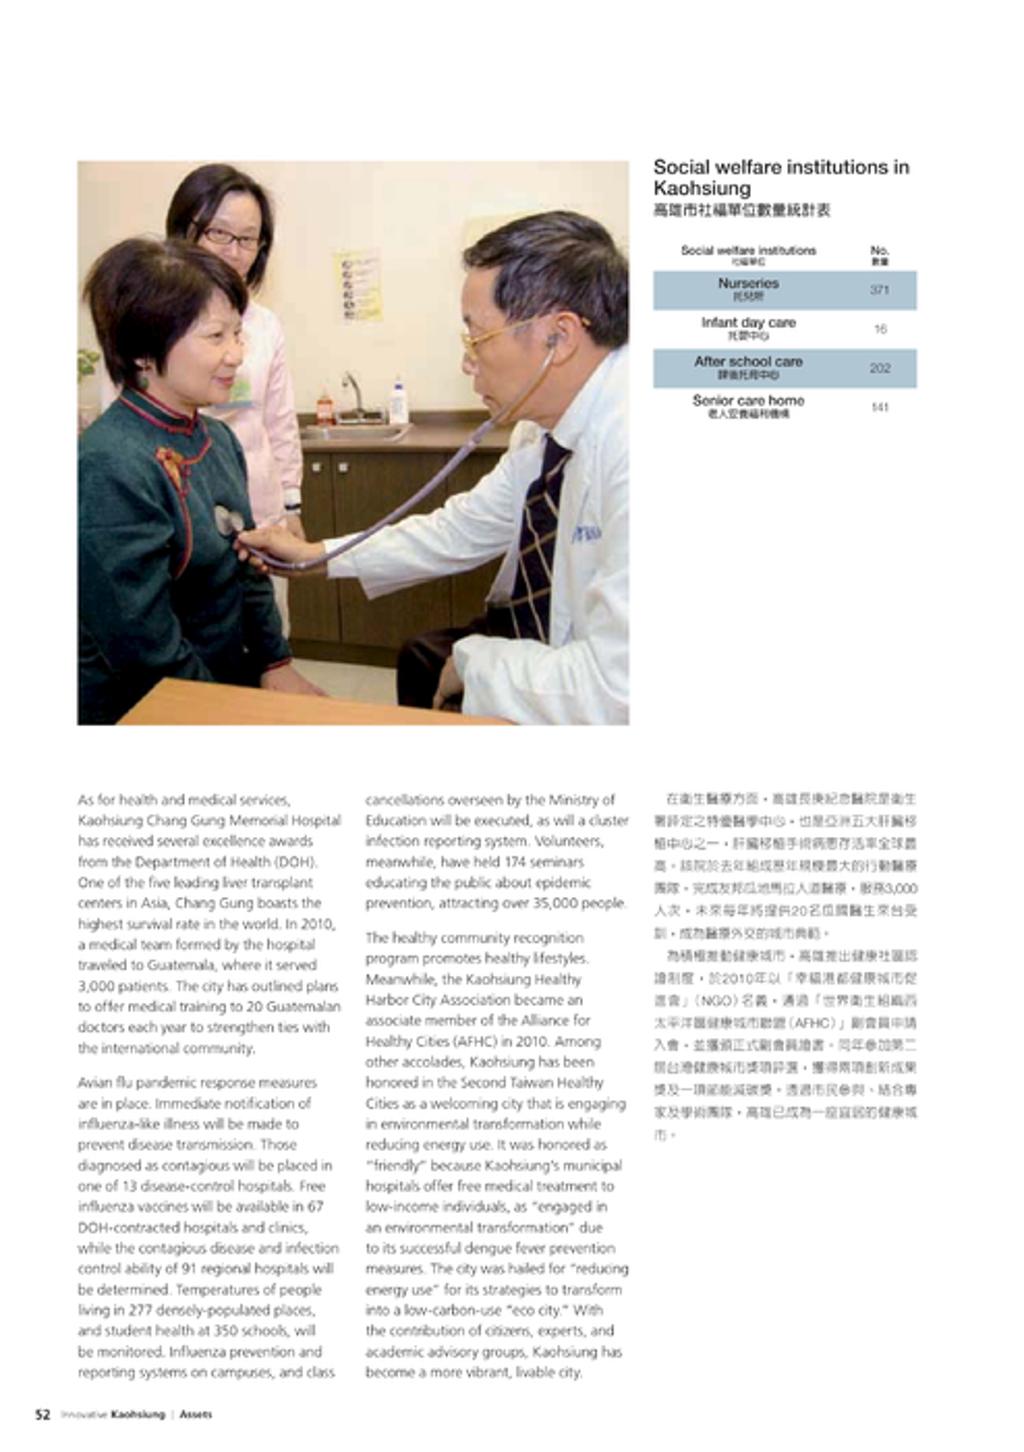 Social welfare institutions in
Kaohsiung
高雄市社福單位數量統計表
Social welfare institutions No.
社福單位 數量
Nurseries 371
托兒所
Infant day care 16
托嬰中心
After school care 202
課後托育中心
Senior care home 141
老人安養福利機構
As for health and medical services,
Kaohsiung Chang Gung Memorial Hospital
has received several excellence awards
from the Department of Health (DOH).
One of the five leading liver transplant
centers in Asia, Chang Gung boasts the
highest survival rate in the world. In 2010,
a medical team formed by the hospital
traveled to Guatemala, where it served
3,000 patients. The city has outlined plans
to offer medical training to 20 Guatemalan
doctors each year to strengthen ties with
the international community.
Avian flu pandemic response measures
are in place. Immediate notification of
influenza-like illness will be made to
prevent disease transmission. Those
diagnosed as contagious will be placed in
one of 13 disease-control hospitals. Free
influenza vaccines will be available in 67
DOH-contracted hospitals and clinics,
while the contagious disease and infection
control ability of 91 regional hospitals will
be determined. Temperatures of people
living in 277 densely-populated places,
and student health at 350 schools, will
be monitored. Influenza prevention and
reporting systems on campuses, and class
cancellations overseen by the Ministry of
Education will be executed, as will a cluster
infection reporting system. Volunteers,
meanwhile, have held 174 seminars
educating the public about epidemic
prevention, attracting over 35,000 people.
The healthy community recognition
program promotes healthy lifestyles.
Meanwhile, the Kaohsiung Healthy
Harbor City Association became an
associate member of the Alliance for
Healthy Cities (AFHC) in 2010. Among
other accolades, Kaohsiung has been
honored in the Second Taiwan Healthy
Cities as a welcoming city that is engaging
in environmental transformation while
reducing energy use. It was honored as
"friendly" because Kaohsiung's municipal
hospitals offer free medical treatment to
low-income individuals, as "engaged in
an environmental transformation" due
to its successful dengue fever prevention
measures. The city was hailed for "reducing
energy use" for its strategies to transform
into a low-carbon-use "eco city." With
the contribution of citizens, experts, and
academic advisory groups, Kaohsiung has
become a more vibrant, livable city.
在衛生醫療方面，高雄長庚紀念醫院是衛生
署評定之特優醫學中心，也是亞洲五大肝臟移
植中心之一，肝臟移植手術病患存活率全球最
高。該院於去年組成歷年規模最大的行動醫療
團隊，完成友邦瓜地馬拉人道醫療，服務3,000
人次。未來每年將提供20名瓜國醫生來台受
訓，成為醫療外交的城市典範。
為積極推動健康城市，高雄推出健康社區認
證制度，於2010年以「幸福港都健康城市促
進會」（NGO）名義，通過「世界衛生組織西
太平洋區健康城市聯盟（AFHC）」副會員申請
入會，並獲頒正式副會員證書。同年參加第二
屆台灣健康城市獎項評選，獲得兩項創新成果
獎及一項節能減碳獎。透過市民參與、結合專
家及學術團隊，高雄已成為一座宜居的健康城
市。
52 Innovative Kaohsiung | Assets